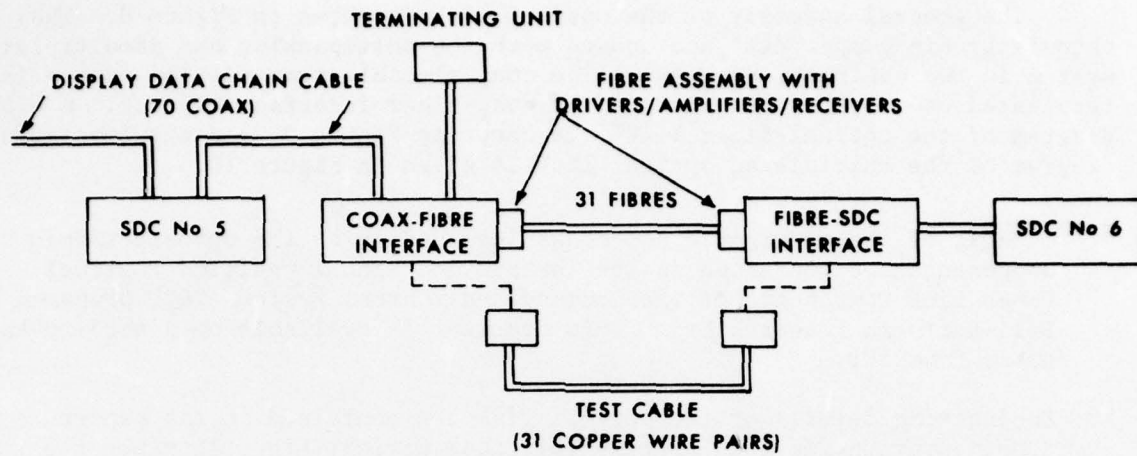 TERMINATING UNIT
DISPLAY DATA CHAIN CABLE
(70 COAX)
FIBRE ASSEMBLY WITH
DRIVERS/AMPLIFIERS/RECEIVERS
31 FIBRES
SDC No 5
COAX-FIBRE
INTERFACE
FIBRE-SDC
INTERFACE
SDC No 6
TEST CABLE
(31 COPPER WIRE PAIRS)